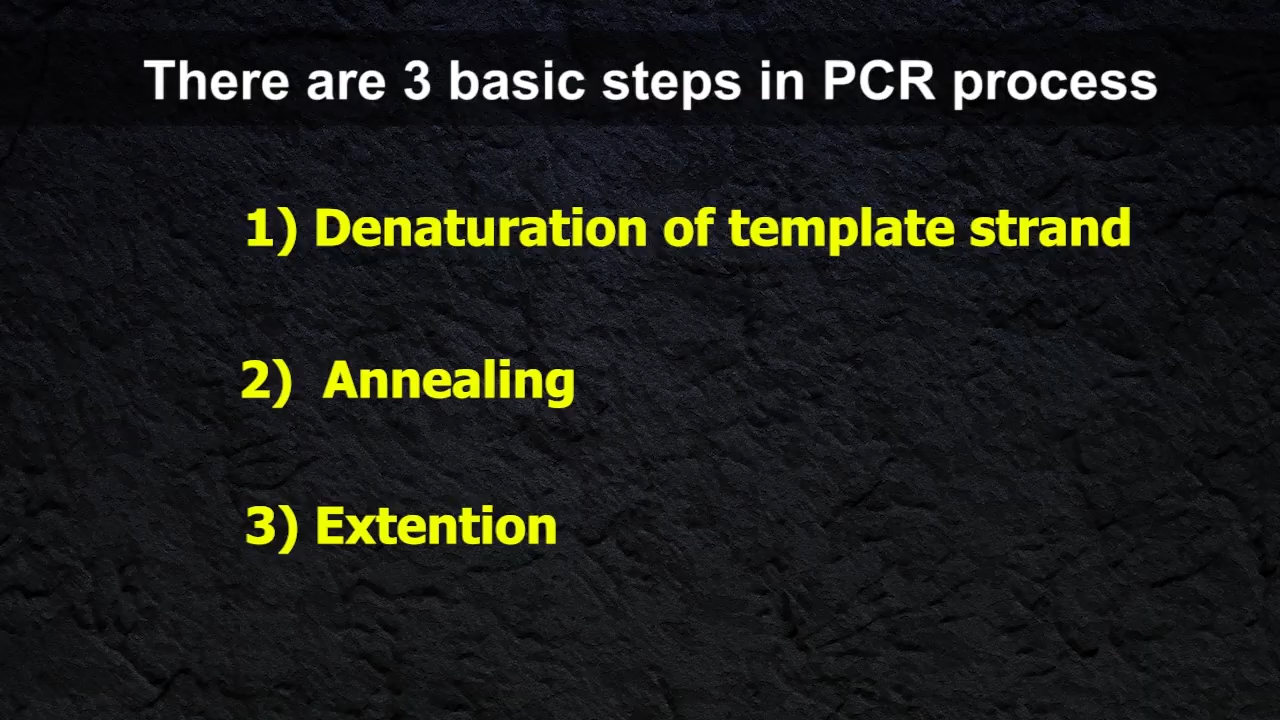 There are 3 basic steps in PCR process
1) Denaturation of template strand
2) Annealing
3) Extention